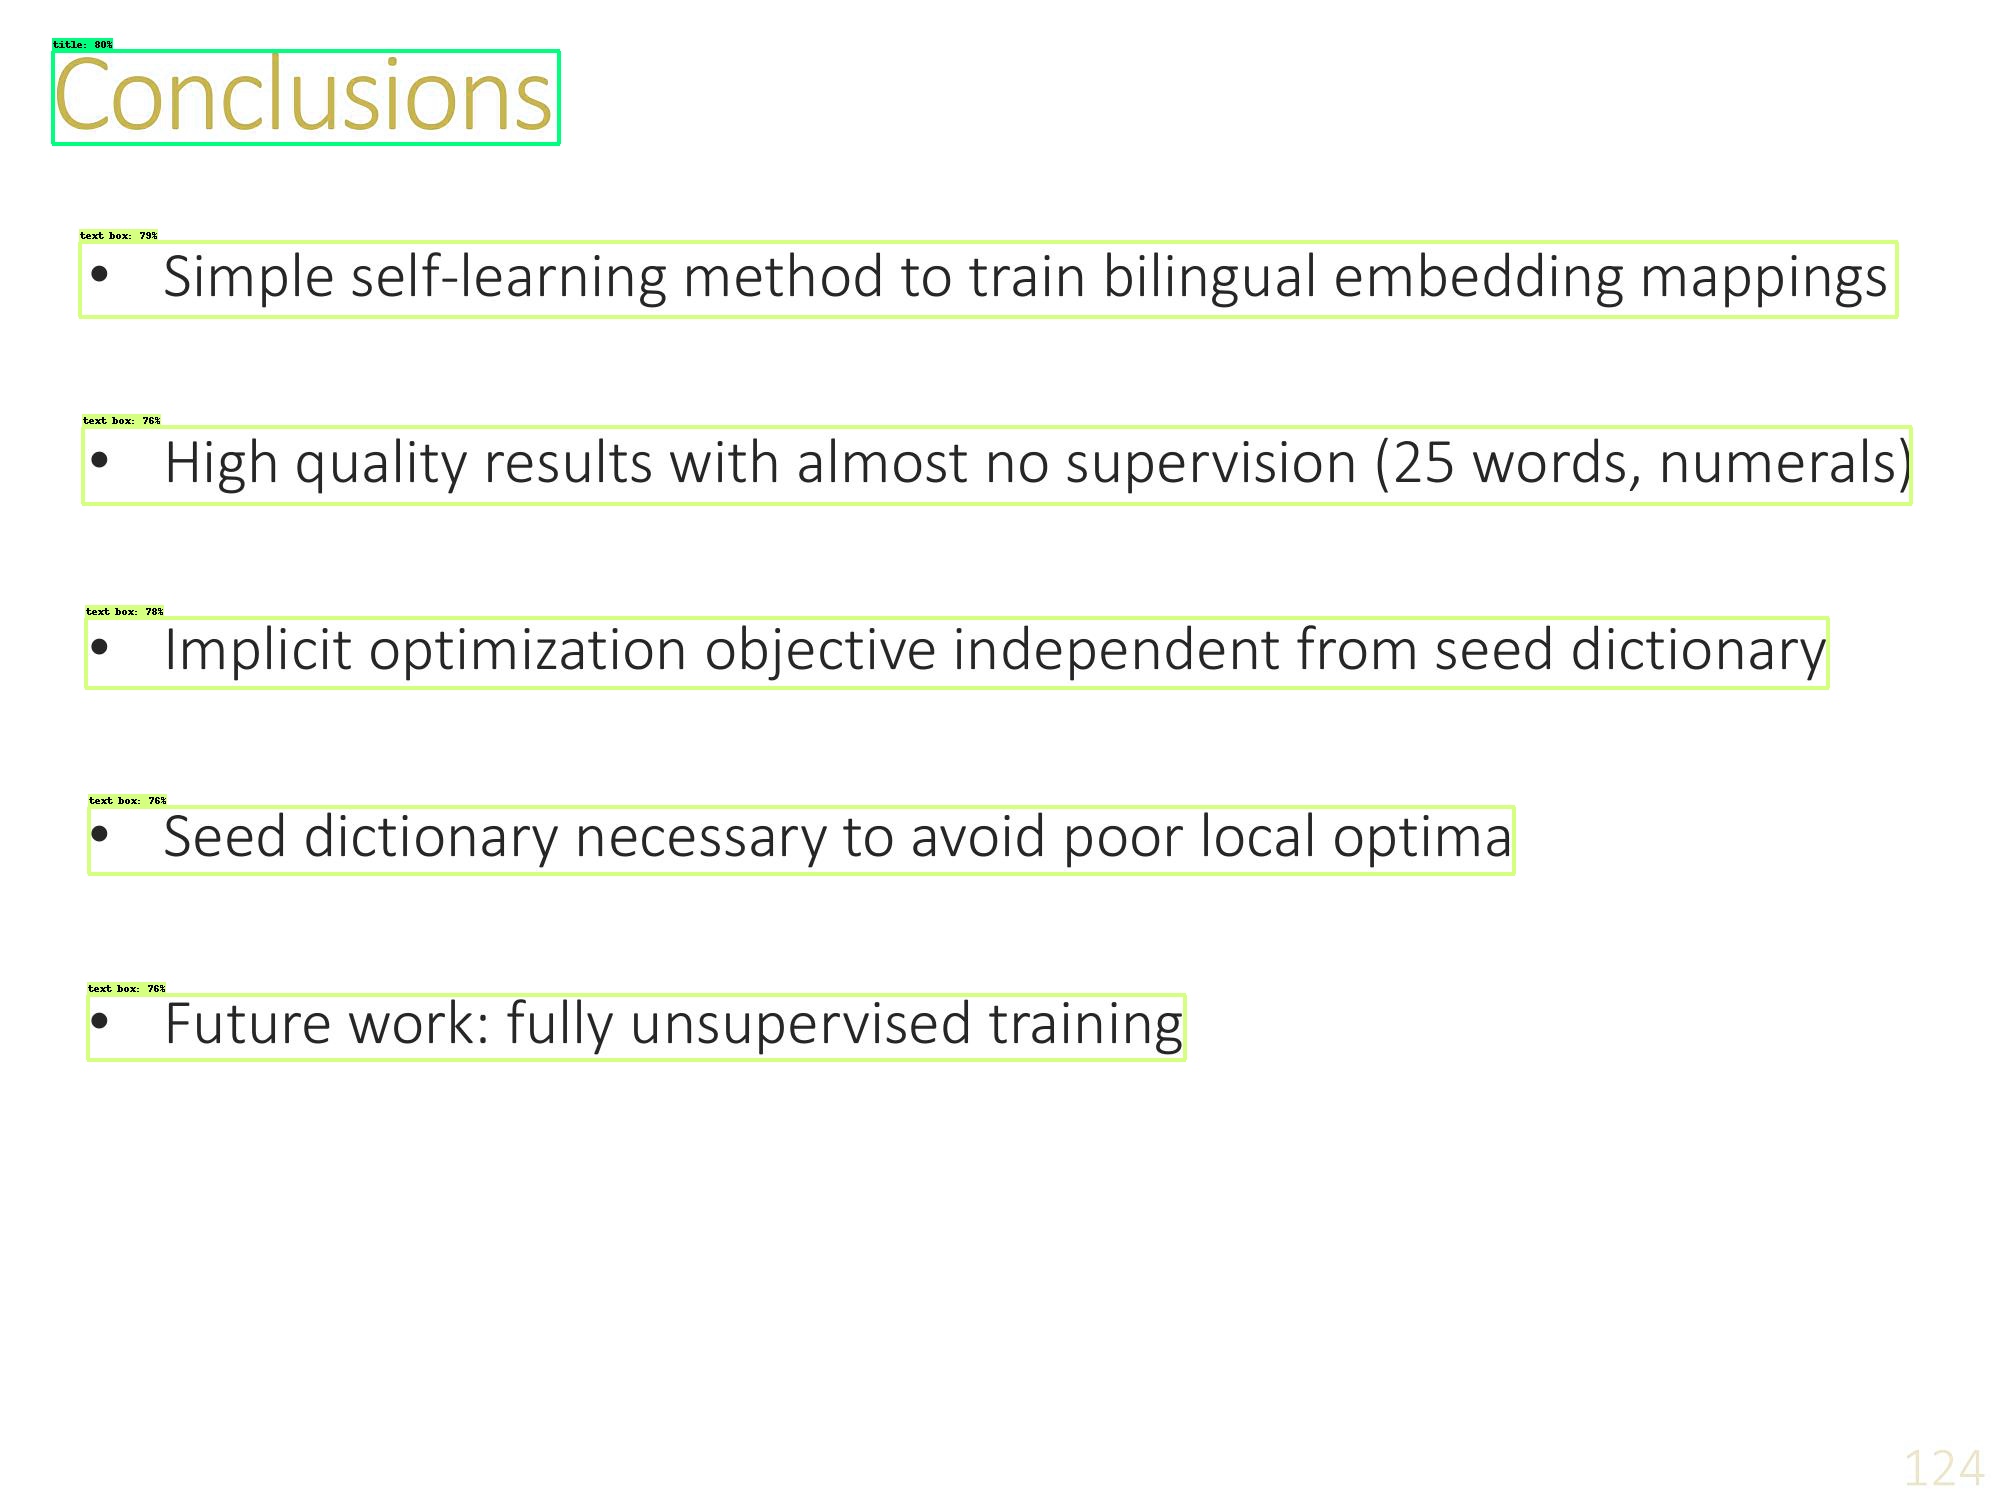 title: 80%
Conclusions
text box: 79%
• Simple self-learning method to train bilingual embedding mappings
text box: 76%
• High quality results with almost no supervision (25 words, numerals)
text box: 78%
• Implicit optimization objective independent from seed dictionary
text box: 76%
• Seed dictionary necessary to avoid poor local optima
text box: 76%
• Future work: fully unsupervised training
124